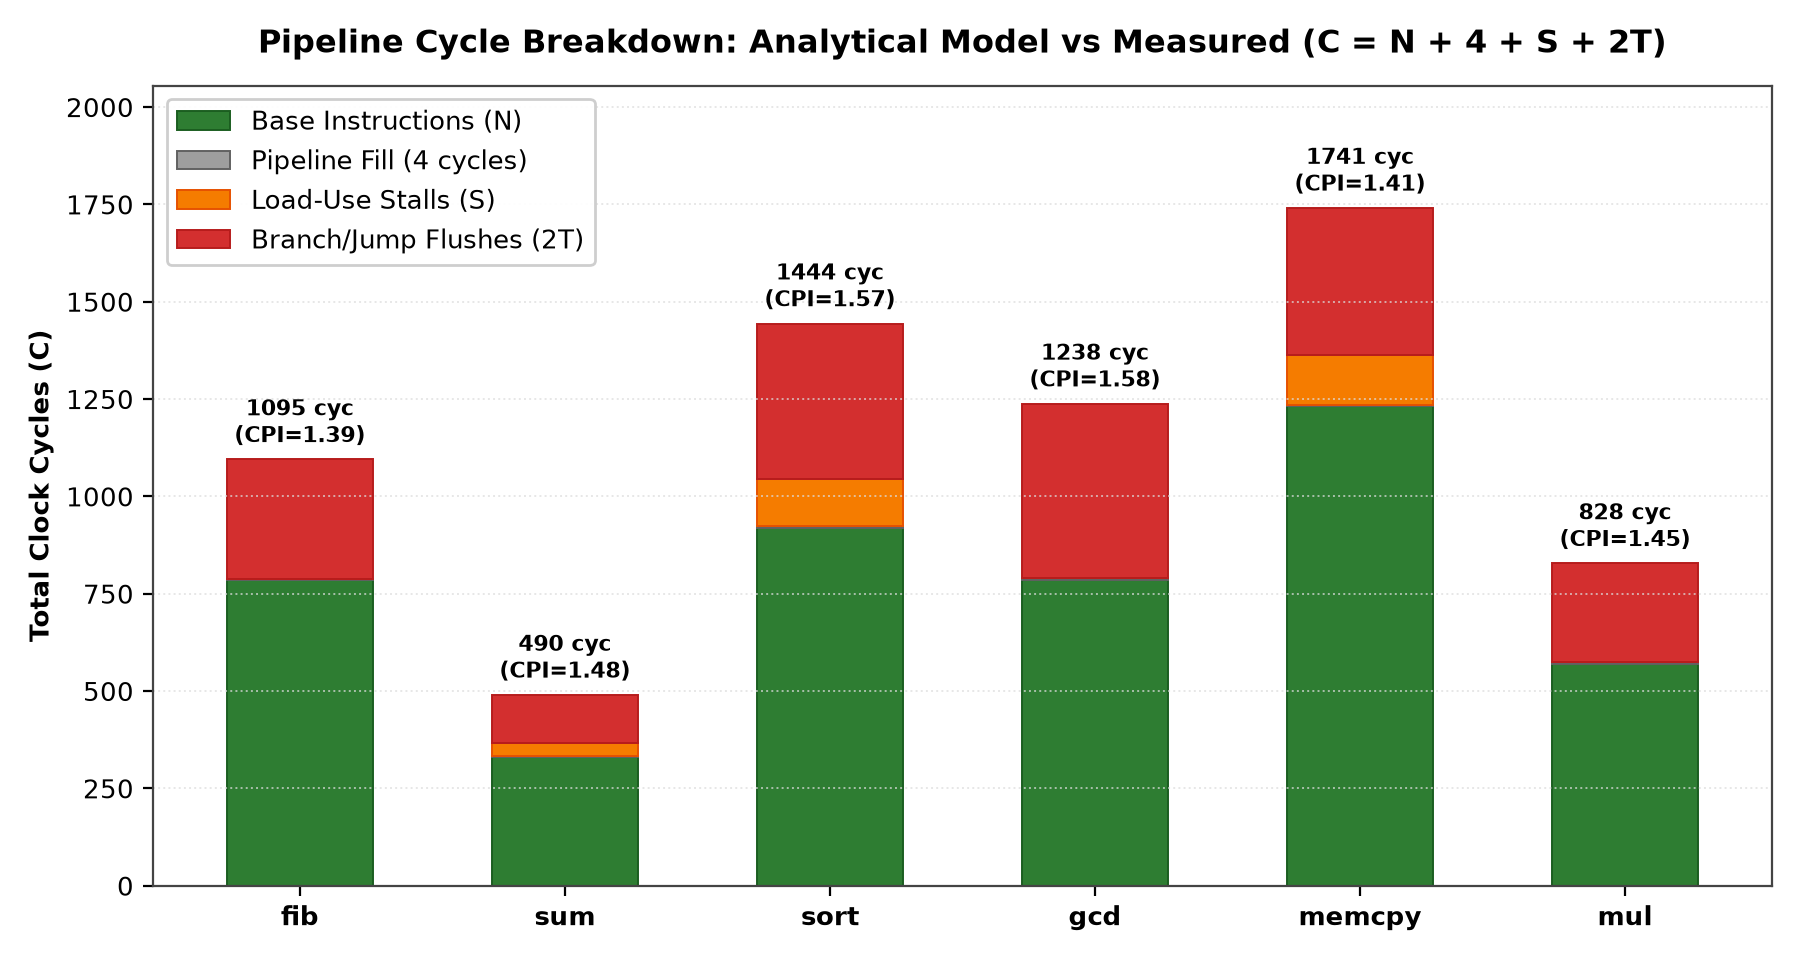 Pipeline Cycle Breakdown: Analytical Model vs Measured (C = N + 4 + S + 2T)
Total Clock Cycles (C)
2000
1750
1500
1250
1000
750
500
250
0
Base Instructions (N)
Pipeline Fill (4 cycles)
Load-Use Stalls (S)
Branch/Jump Flushes (2T)
1095 cyc
(CPI=1.39)
490 cyc
(CPI=1.48)
1444 cyc
(CPI=1.57)
1238 cyc
(CPI=1.58)
1741 cyc
(CPI=1.41)
828 cyc
(CPI=1.45)
fib
sum
sort
gcd
memcpy
mul